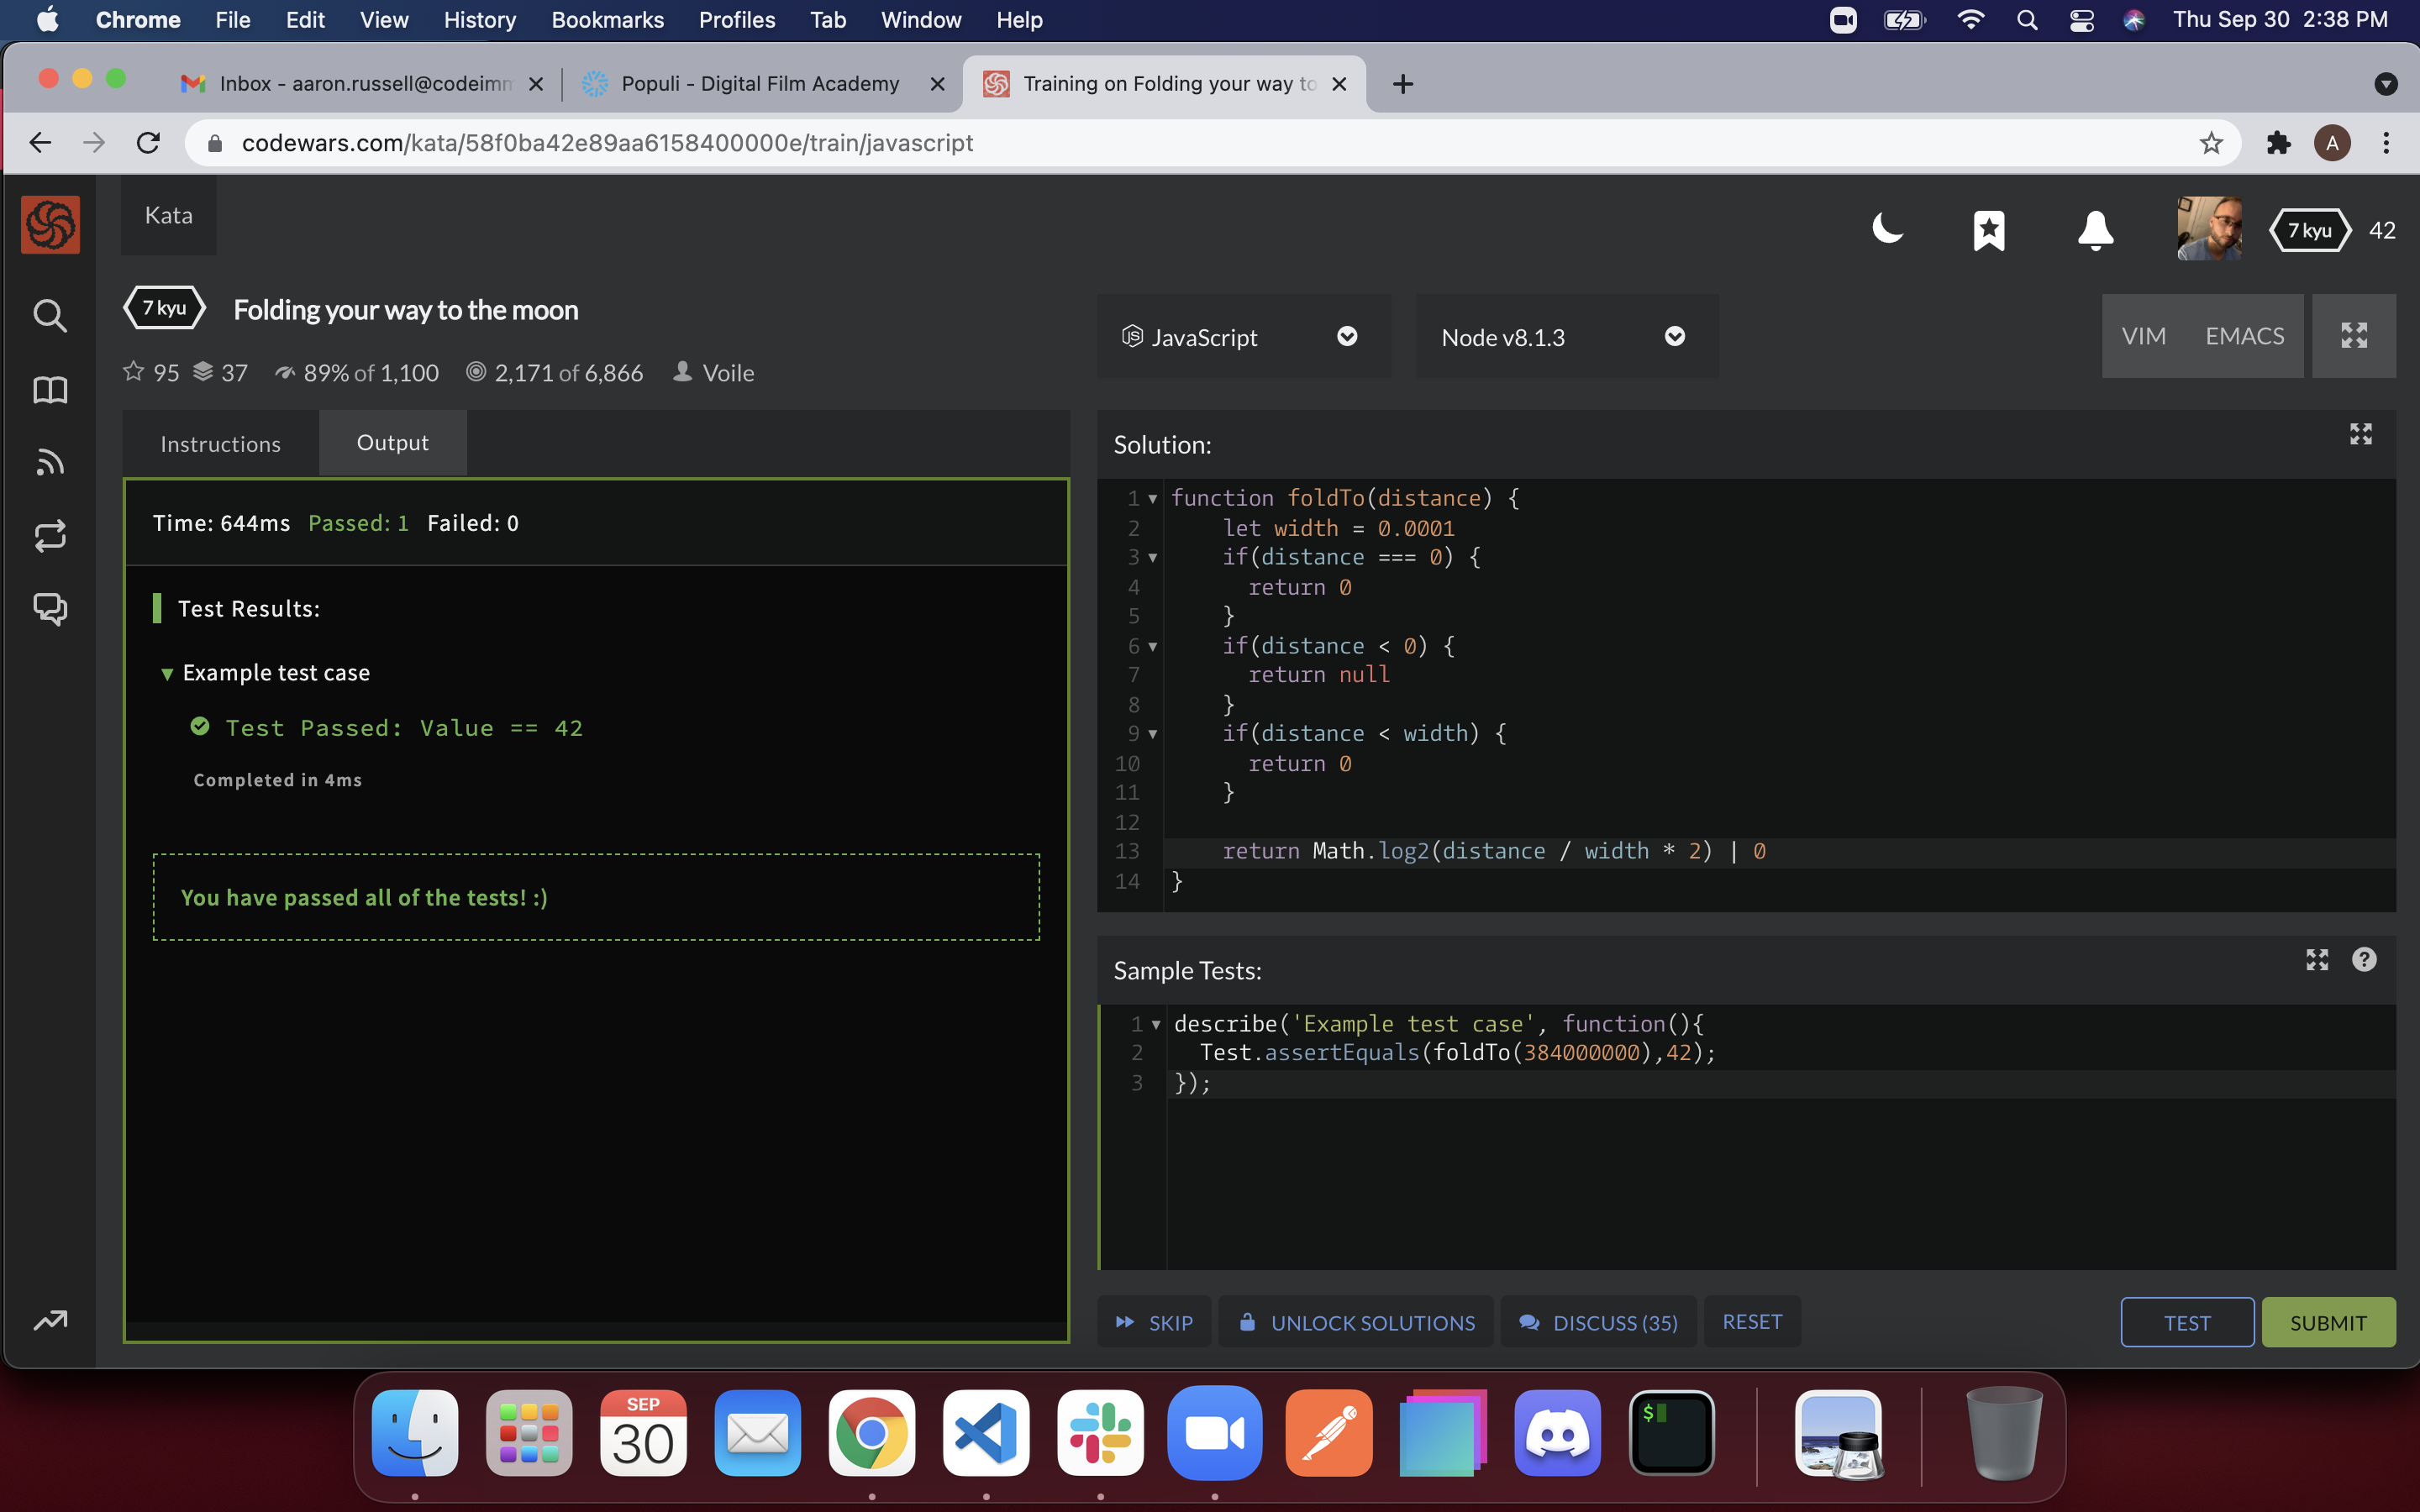 Chrome File Edit View History Bookmarks Profiles Tab Window Help Thu Sep 30 2:38 PM
Inbox - aaron.russell@codeimm Populi - Digital Film Academy Training on Folding your way to
codewars.com/kata/58f0ba42e89aa6158400000e/train/javascript A
Kata
7 kyu 42
7 kyu Folding your way to the moon
JavaScript Node v8.1.3 VIM EMACS
95 37 89% of 1,100 2,171 of 6,866 Voile
Instructions Output
Time: 644ms Passed: 1 Failed: 0
Test Results:
Example test case
Test Passed: Value == 42
Completed in 4ms
You have passed all of the tests! :)
Solution:
1 function foldTo(distance) {
2 let width = 0.0001
3 if(distance === 0) {
4 return 0
5 }
6 if(distance < 0) {
7 return null
8 }
9 if(distance < width) {
10 return 0
11 }
12
13 return Math.log2(distance / width * 2) | 0
14 }
Sample Tests:
?
1 describe('Example test case', function(){
2 Test.assertEquals(foldTo(384000000),42);
3 });
SKIP UNLOCK SOLUTIONS DISCUSS (35) RESET TEST SUBMIT
SEP
30
$